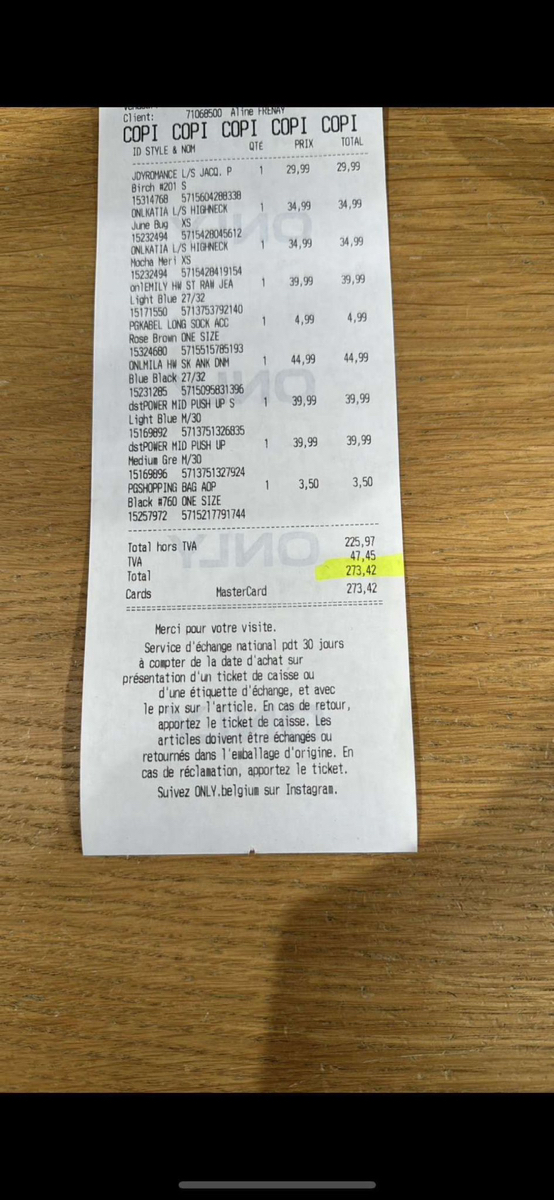 Client: 71068500 Aline FRENAY
COPI COPI COPI COPI COPI
ID STYLE & NOM QTE PRIX TOTAL
JDYROMANCE L/S JACQ. P 1 29,99 29,99
Birch #201 S
15314768 5715604288338
ONLKATIA L/S HIGHNECK 1 34,99 34,99
June Bug XS
15232494 5715428045612
ONLKATIA L/S HIGHNECK 1 34,99 34,99
Mocha Meri XS
15232494 5715428419154
onlEMILY HW ST RAW JEA 1 39,99 39,99
Light Blue 27/32
15171550 5713753792140
PGKABEL LONG SOCK ACC 1 4,99 4,99
Rose Brown ONE SIZE
15324680 5715515785193
ONLMILA HW SK ANK DNM 1 44,99 44,99
Blue Black 27/32
15231285 5715095831396
dstPOWER MID PUSH UP S 1 39,99 39,99
Light Blue M/30
15169892 5713751326835
dstPOWER MID PUSH UP 1 39,99 39,99
Medium Gre M/30
15169896 5713751327924
PGSHOPPING BAG AOP 1 3,50 3,50
Black #760 ONE SIZE
15257972 5715217791744
Total hors TVA 225,97
TVA 47,45
Total 273,42
Cards MasterCard 273,42
Merci pour votre visite.
Service d'échange national pdt 30 jours
à compter de la date d'achat sur
présentation d'un ticket de caisse ou
d'une étiquette d'échange, et avec
le prix sur l'article. En cas de retour,
apportez le ticket de caisse. Les
articles doivent être échangés ou
retournés dans l'emballage d'origine. En
cas de réclamation, apportez le ticket.
Suivez ONLY.belgium sur Instagram.